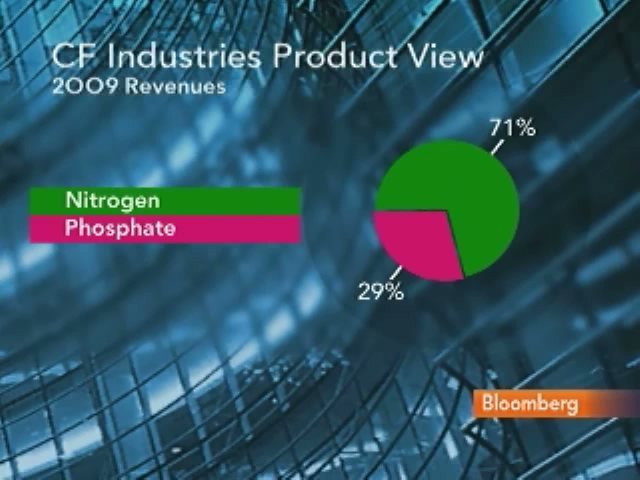 CF Industries Product View
2009 Revenues
71%
Nitrogen
Phosphate
29%
Bloomberg